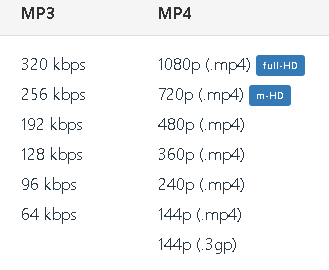 MP3 MP4
320 kbps 1080p (.mp4) full-HD
256 kbps 720p (.mp4) m-HD
192 kbps 480p (.mp4)
128 kbps 360p (.mp4)
96 kbps 240p (.mp4)
64 kbps 144p (.mp4)
144p (.3gp)